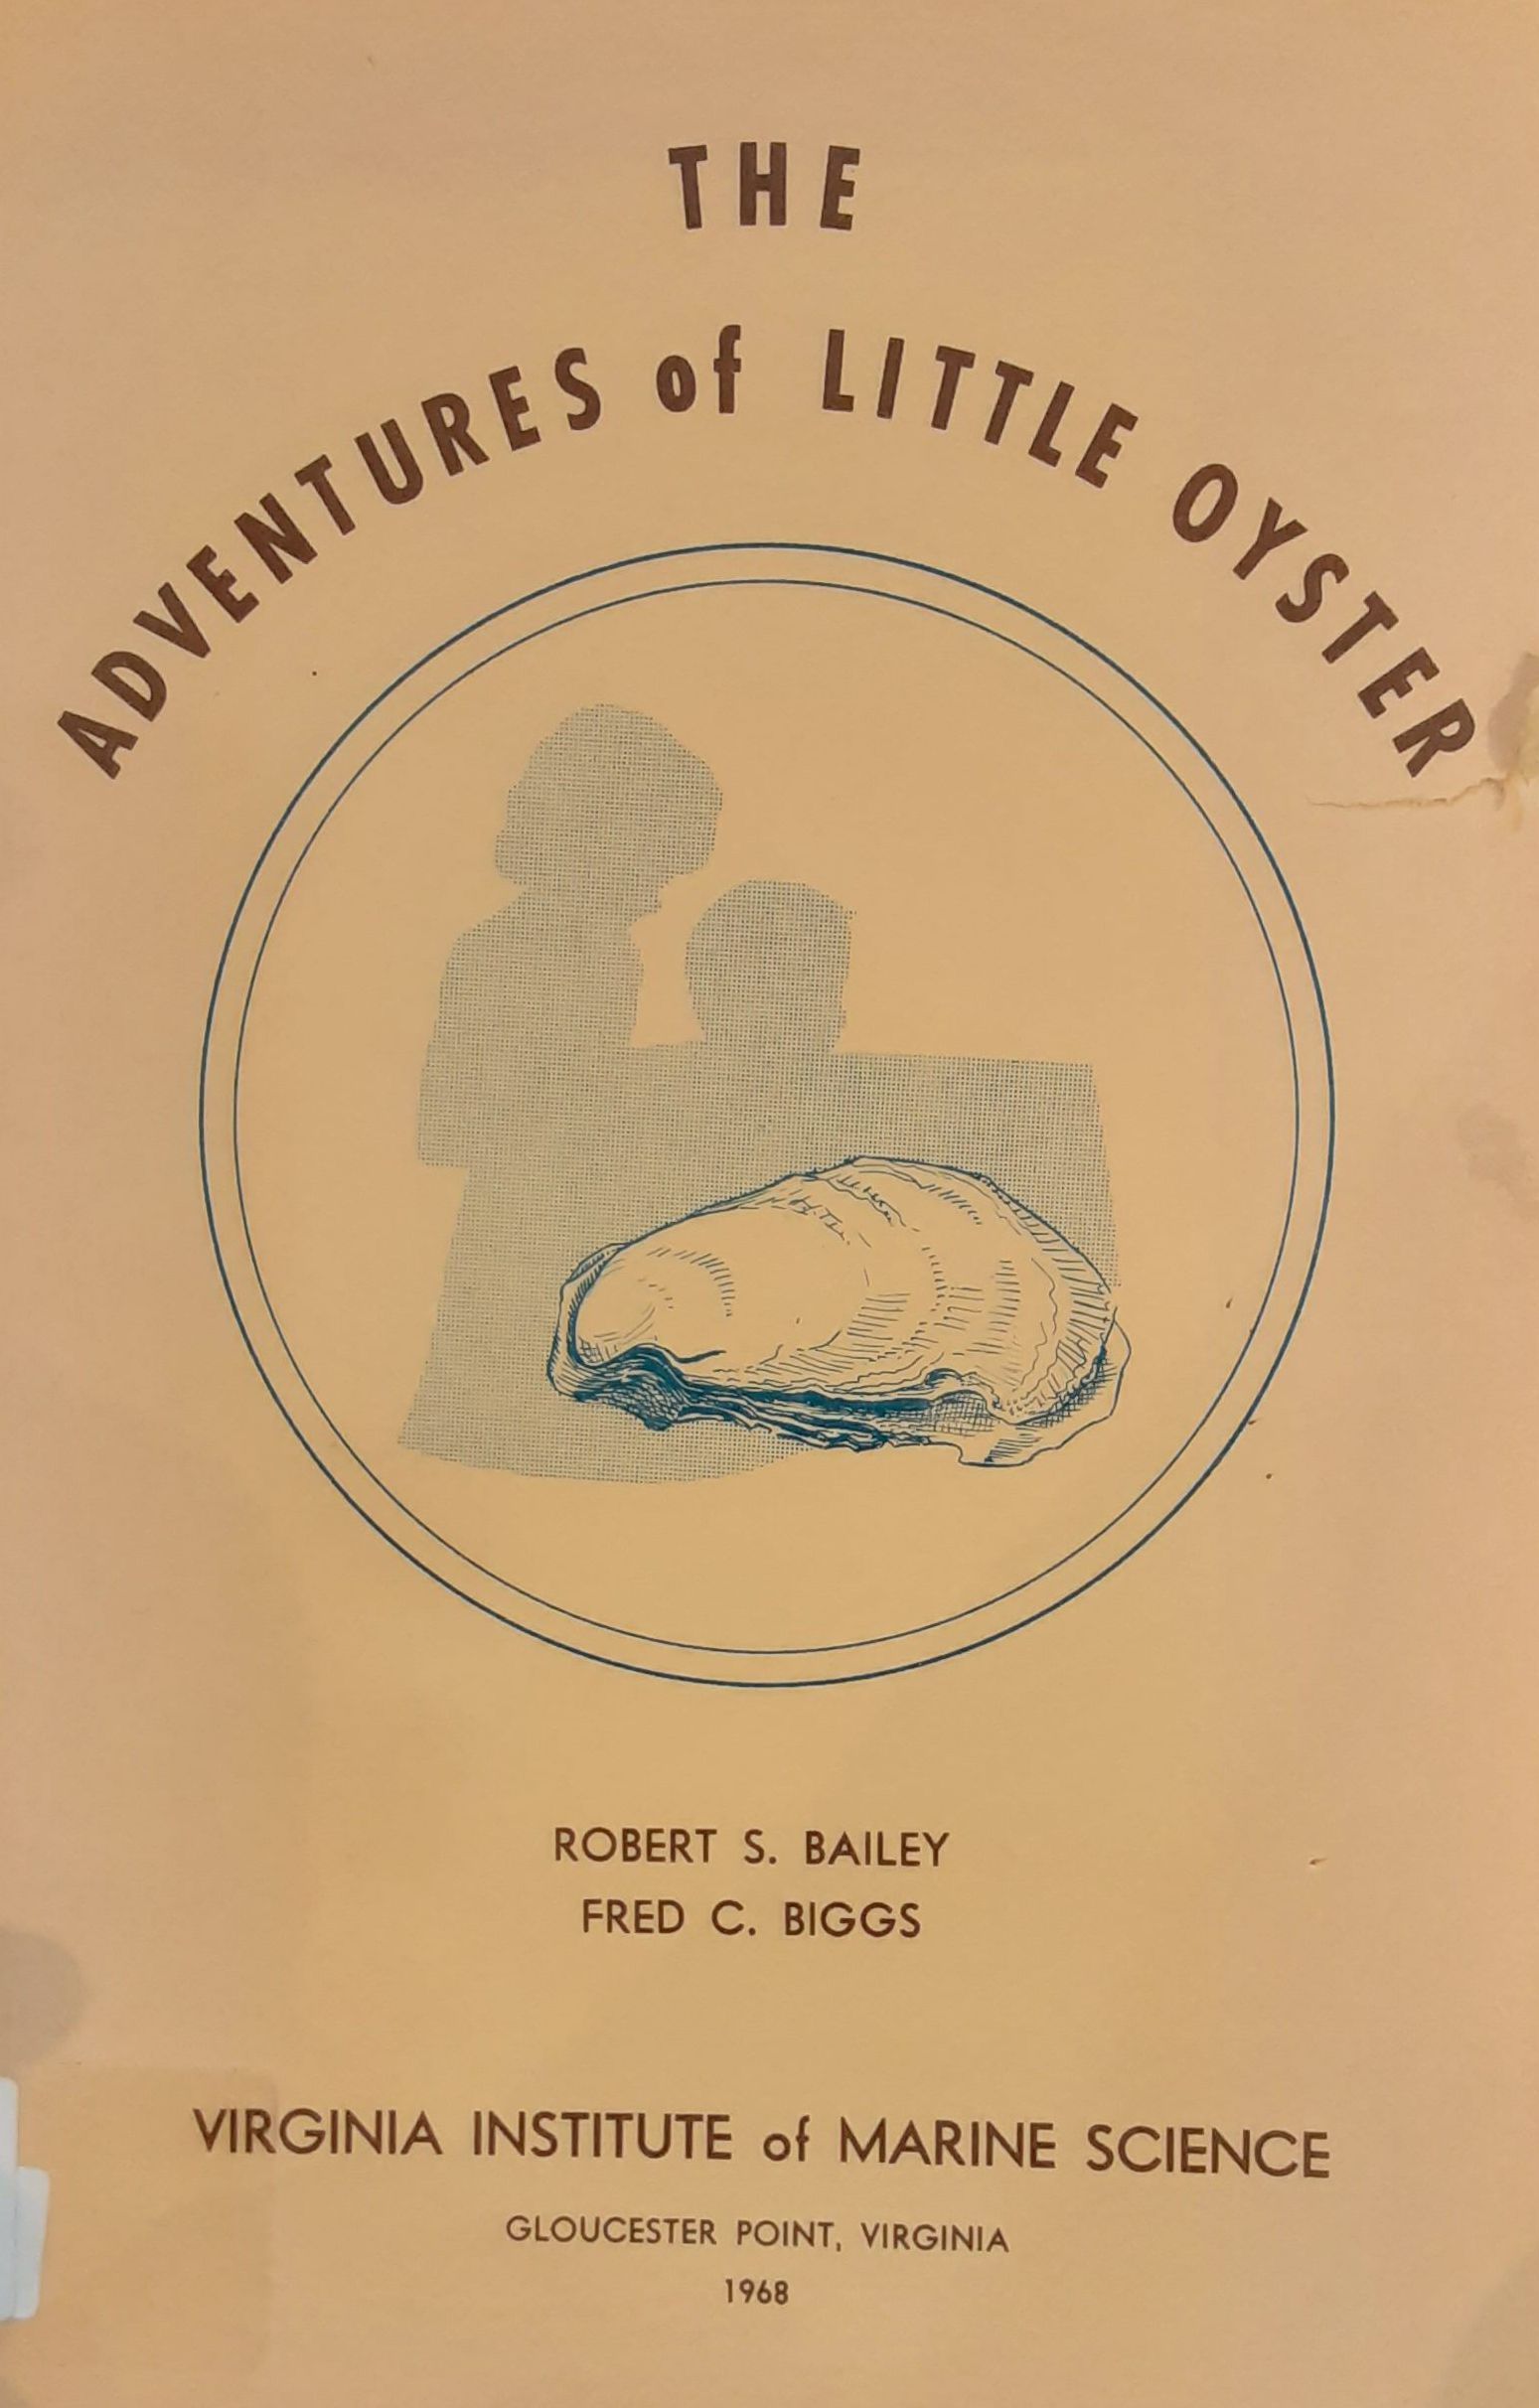 THE
ADVENTURES of LITTLE OYSTER
ROBERT S. BAILEY
FRED C. BIGGS
VIRGINIA INSTITUTE of MARINE SCIENCE
GLOUCESTER POINT, VIRGINIA
1968